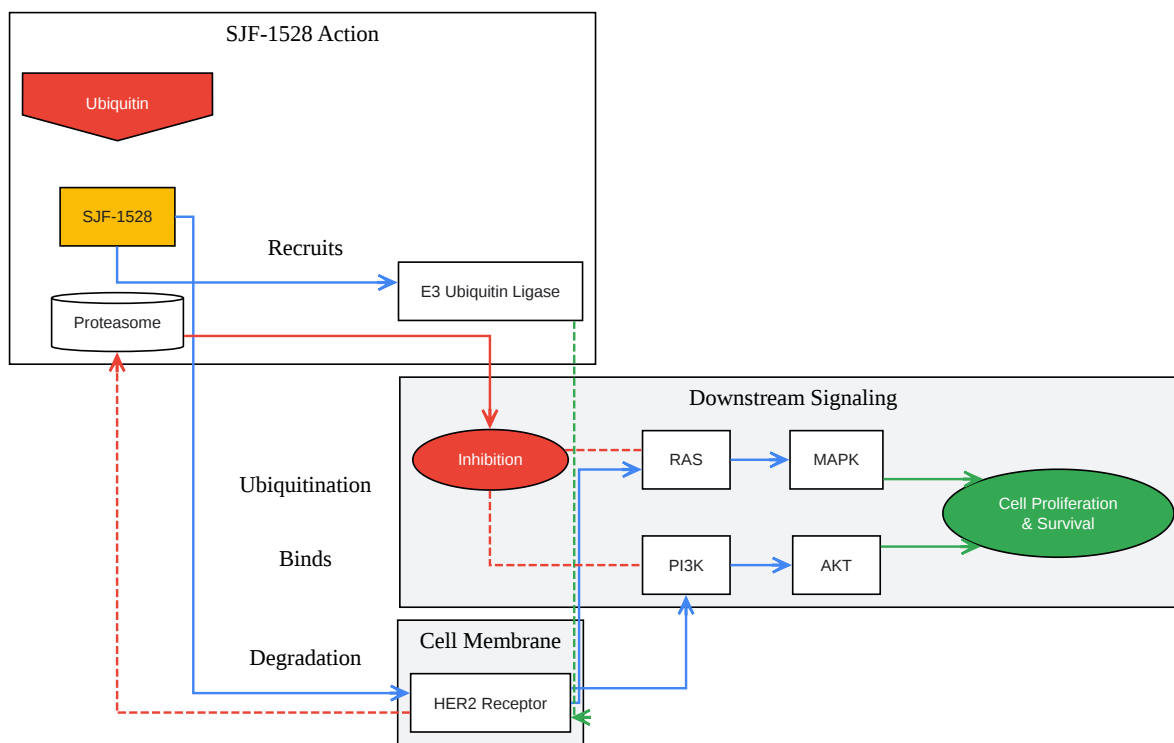 SJF-1528 Action
Ubiquitin
SJF-1528
Recruits
E3 Ubiquitin Ligase
Proteasome
Downstream Signaling
Inhibition
RAS
MAPK
Ubiquitination
Cell Proliferation
& Survival
Binds
PI3K
AKT
Cell Membrane
Degradation
HER2 Receptor